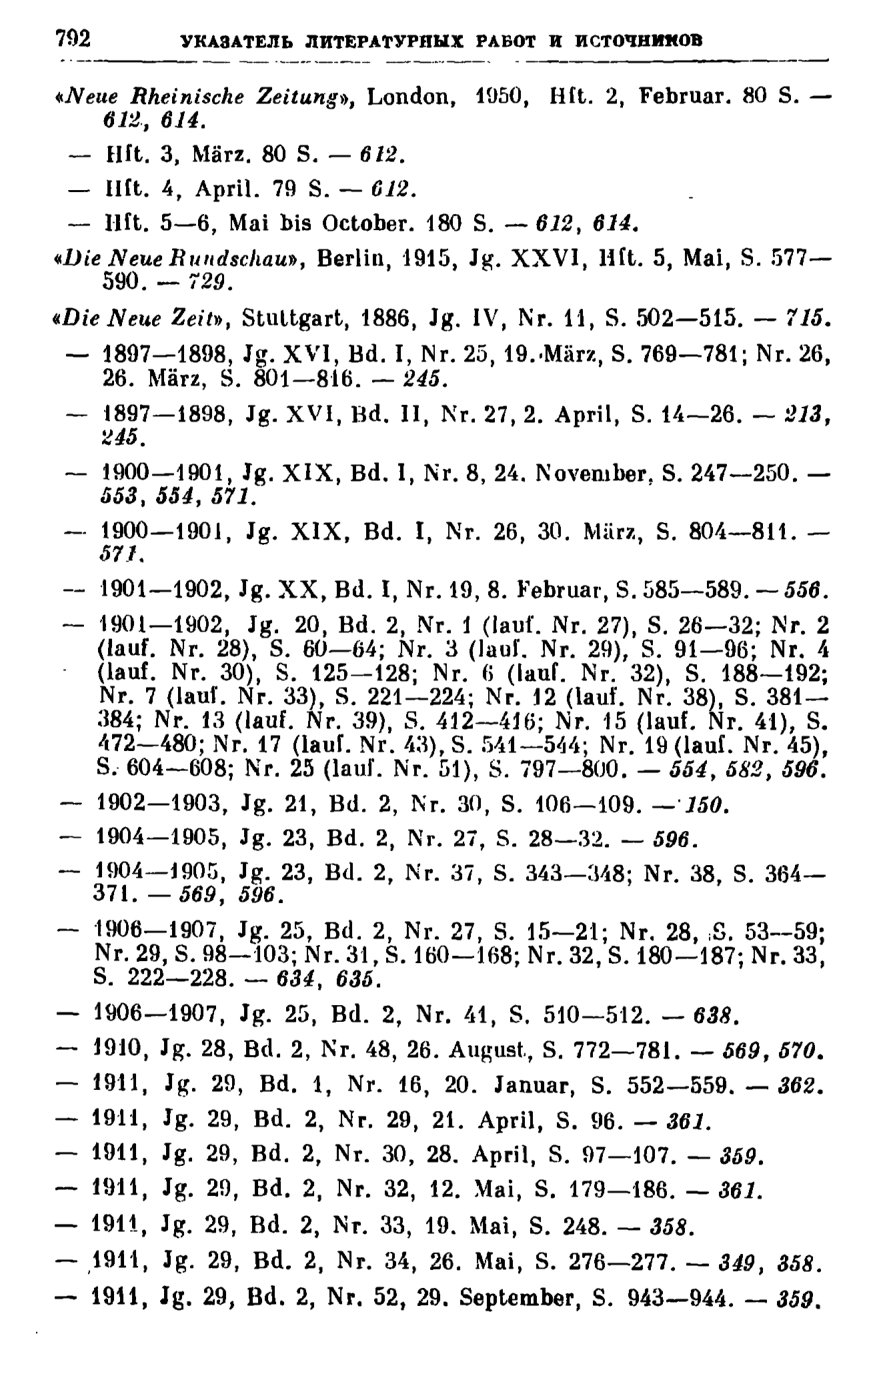 792 УКАЗАТЕЛЬ ЛИТЕРАТУРНЫХ РАБОТ И ИСТОЧНИКОВ
«Neue Rheinische Zeitung», London, 1950, Hft. 2, Februar. 80 S. —
612, 614.
— Hft. 3, März. 80 S. — 612.
— Hft. 4, April. 79 S. — 612.
— Hft. 5—6, Mai bis October. 180 S. — 612, 614.
«Die Neue Rundschau», Berlin, 1915, Jg. XXVI, Hft. 5, Mai, S. 577—
590. — 729.
«Die Neue Zeit», Stuttgart, 1886, Jg. IV, Nr. 11, S. 502—515. — 715.
— 1897—1898, Jg. XVI, Bd. I, Nr. 25, 19. März, S. 769—781; Nr. 26,
26. März, S. 801—816. — 245.
— 1897—1898, Jg. XVI, Bd. II, Nr. 27, 2. April, S. 14—26. — 213,
245.
— 1900—1901, Jg. XIX, Bd. I, Nr. 8, 24. November, S. 247—250. —
553, 554, 571.
— 1900—1901, Jg. XIX, Bd. I, Nr. 26, 30. März, S. 804—811. —
571.
— 1901—1902, Jg. XX, Bd. I, Nr. 19, 8. Februar, S. 585—589. — 556.
— 1901—1902, Jg. 20, Bd. 2, Nr. 1 (lauf. Nr. 27), S. 26—32; Nr. 2
(lauf. Nr. 28), S. 60—64; Nr. 3 (lauf. Nr. 29), S. 91—96; Nr. 4
(lauf. Nr. 30), S. 125—128; Nr. 6 (lauf. Nr. 32), S. 188—192;
Nr. 7 (lauf. Nr. 33), S. 221—224; Nr. 12 (lauf. Nr. 38), S. 381—
384; Nr. 13 (lauf. Nr. 39), S. 412—416; Nr. 15 (lauf. Nr. 41), S.
472—480; Nr. 17 (lauf. Nr. 43), S. 541—544; Nr. 19 (lauf. Nr. 45),
S. 604—608; Nr. 25 (lauf. Nr. 51), S. 797—800. — 554, 582, 596.
— 1902—1903, Jg. 21, Bd. 2, Nr. 30, S. 106—109. — 150.
— 1904—1905, Jg. 23, Bd. 2, Nr. 27, S. 28—32. — 596.
— 1904—1905, Jg. 23, Bd. 2, Nr. 37, S. 343—348; Nr. 38, S. 364—
371. — 569, 596.
— 1906—1907, Jg. 25, Bd. 2, Nr. 27, S. 15—21; Nr. 28, S. 53—59;
Nr. 29, S. 98—103; Nr. 31, S. 160—168; Nr. 32, S. 180—187; Nr. 33,
S. 222—228. — 634, 635.
— 1906—1907, Jg. 25, Bd. 2, Nr. 41, S. 510—512. — 638.
— 1910, Jg. 28, Bd. 2, Nr. 48, 26. August, S. 772—781. — 569, 570.
— 1911, Jg. 29, Bd. 1, Nr. 16, 20. Januar, S. 552—559. — 362.
— 1911, Jg. 29, Bd. 2, Nr. 29, 21. April, S. 96. — 361.
— 1911, Jg. 29, Bd. 2, Nr. 30, 28. April, S. 97—107. — 359.
— 1911, Jg. 29, Bd. 2, Nr. 32, 12. Mai, S. 179—186. — 361.
— 1911, Jg. 29, Bd. 2, Nr. 33, 19. Mai, S. 248. — 358.
— 1911, Jg. 29, Bd. 2, Nr. 34, 26. Mai, S. 276—277. — 349, 358.
— 1911, Jg. 29, Bd. 2, Nr. 52, 29. September, S. 943—944. — 359.